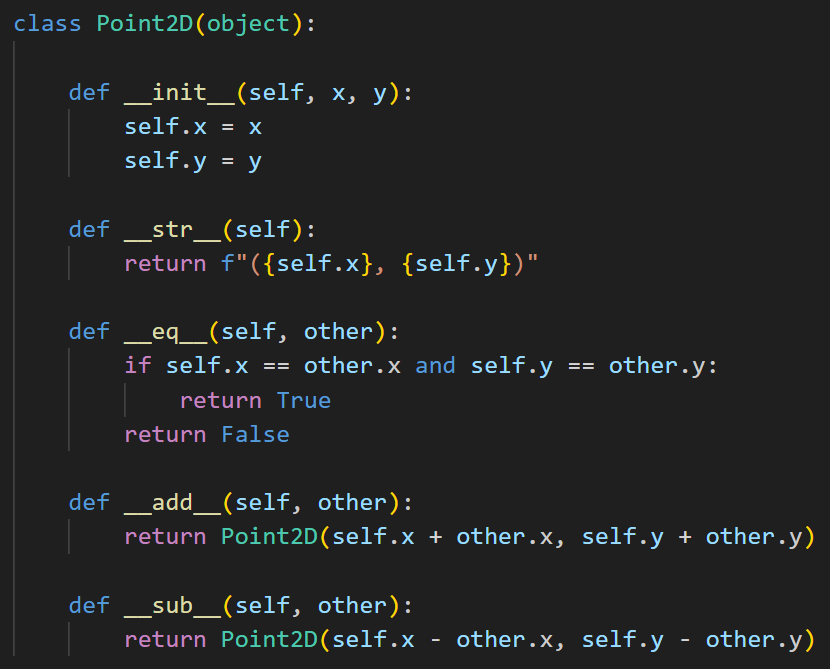 class Point2D(object):
    def __init__(self, x, y):
        self.x = x
        self.y = y
    def __str__(self):
        return f"({self.x}, {self.y})"
    def __eq__(self, other):
        if self.x == other.x and self.y == other.y:
            return True
        return False
    def __add__(self, other):
        return Point2D(self.x + other.x, self.y + other.y)
    def __sub__(self, other):
        return Point2D(self.x - other.x, self.y - other.y)